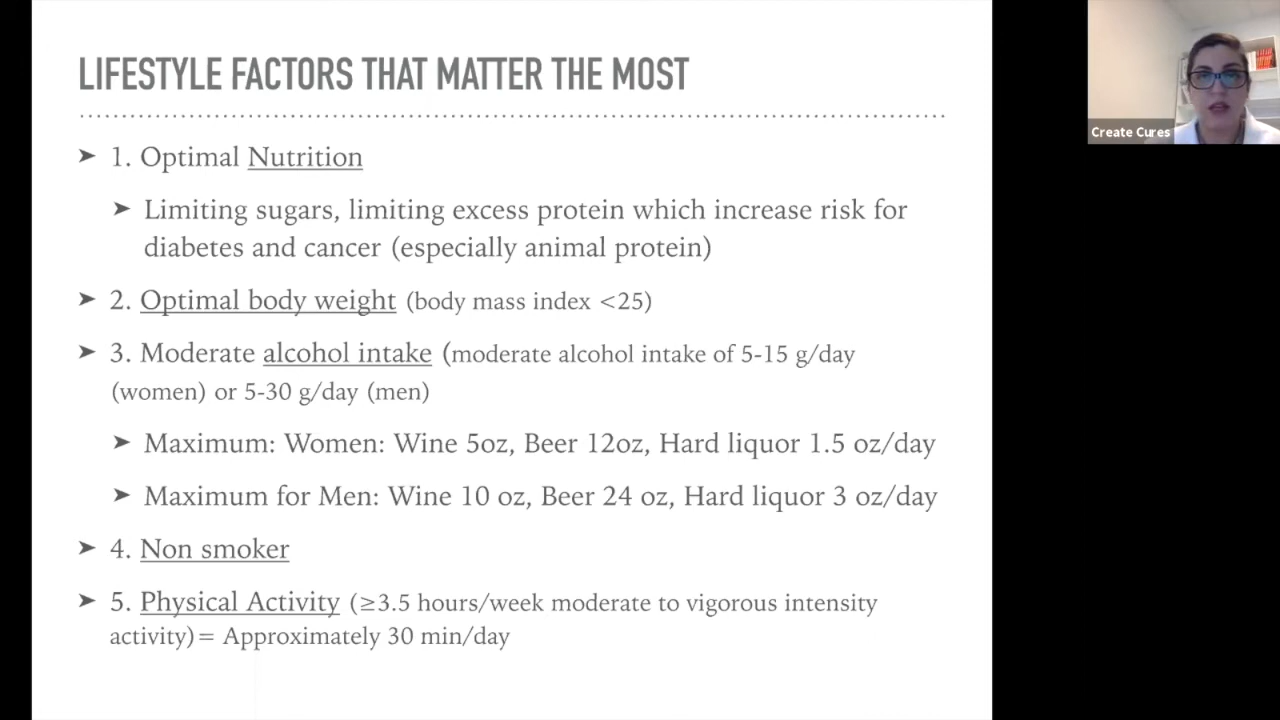 LIFESTYLE FACTORS THAT MATTER THE MOST
➤ 1. Optimal Nutrition
➤ Limiting sugars, limiting excess protein which increase risk for
diabetes and cancer (especially animal protein)
➤ 2. Optimal body weight (body mass index <25)
➤ 3. Moderate alcohol intake (moderate alcohol intake of 5-15 g/day
(women) or 5-30 g/day (men)
➤ Maximum: Women: Wine 5oz, Beer 12oz, Hard liquor 1.5 oz/day
➤ Maximum for Men: Wine 10 oz, Beer 24 oz, Hard liquor 3 oz/day
➤ 4. Non smoker
➤ 5. Physical Activity (≥3.5 hours/week moderate to vigorous intensity
activity)= Approximately 30 min/day
Create Cures